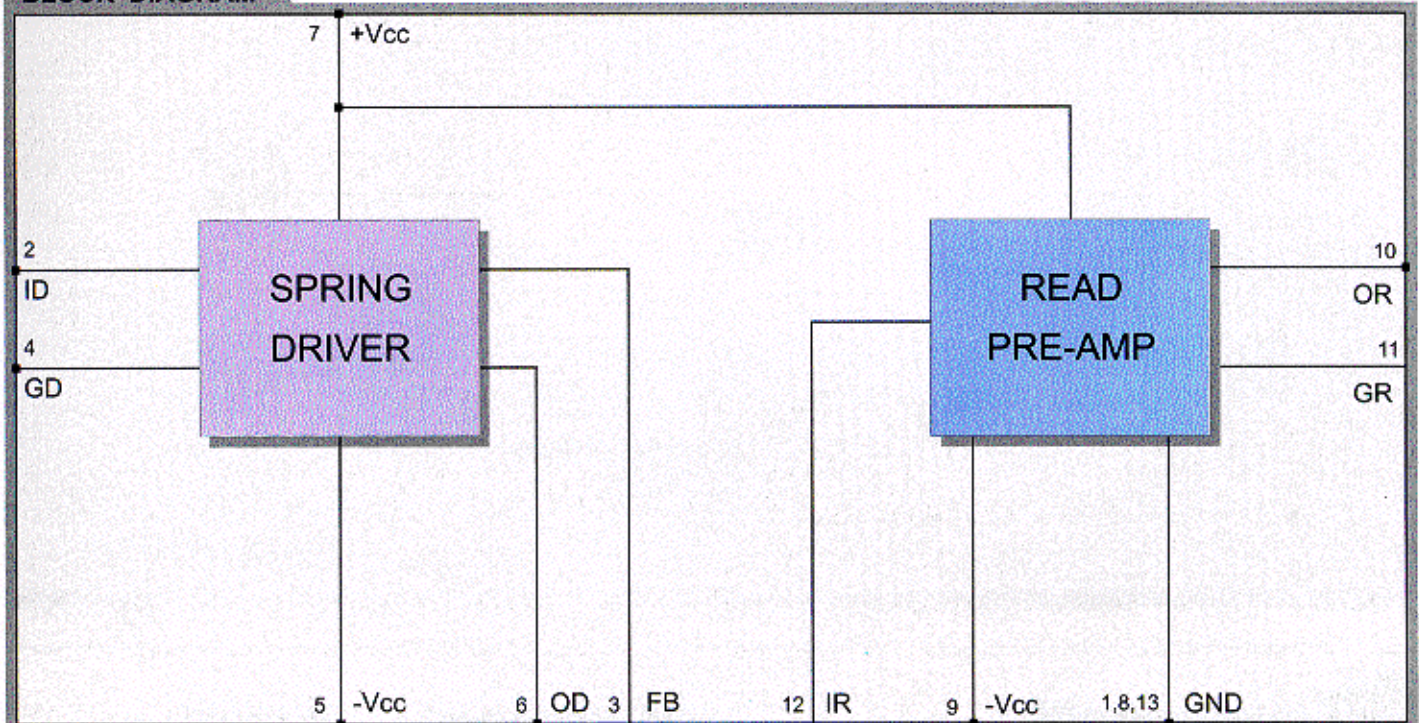 7 +Vcc
2
ID
SPRING
DRIVER
4
GD
READ
PRE-AMP
10
OR
11
GR
5 -Vcc
6 OD
3 FB
12 IR
9 -Vcc
1,8,13 GND